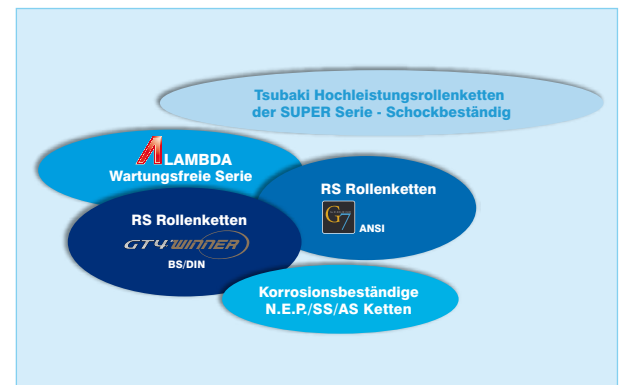 Tsubaki Hochleistungsrollenketten
der SUPER Serie - Schockbeständig
LAMBDA
Wartungsfreie Serie
RS Rollenketten
G7
ANSI
RS Rollenketten
GT4 WINNER
BS/DIN
Korrosionsbeständige
N.E.P./SS/AS Ketten